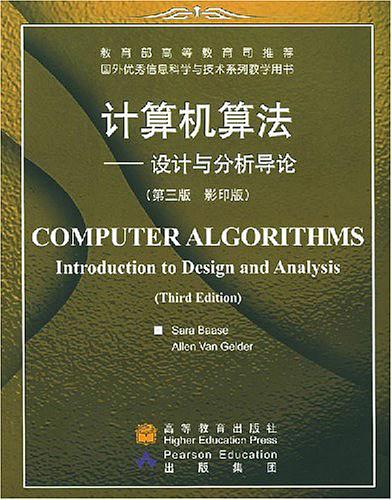 教育部高等教育司推荐
国外优秀信息科学与技术系列教学用书
计算机算法
——设计与分析导论
(第三版 影印版)
COMPUTER ALGORITHMS
Introduction to Design and Analysis
(Third Edition)
Sara Baase
Allen Van Gelder
高等教育出版社
Higher Education Press
Pearson Education
出版集团